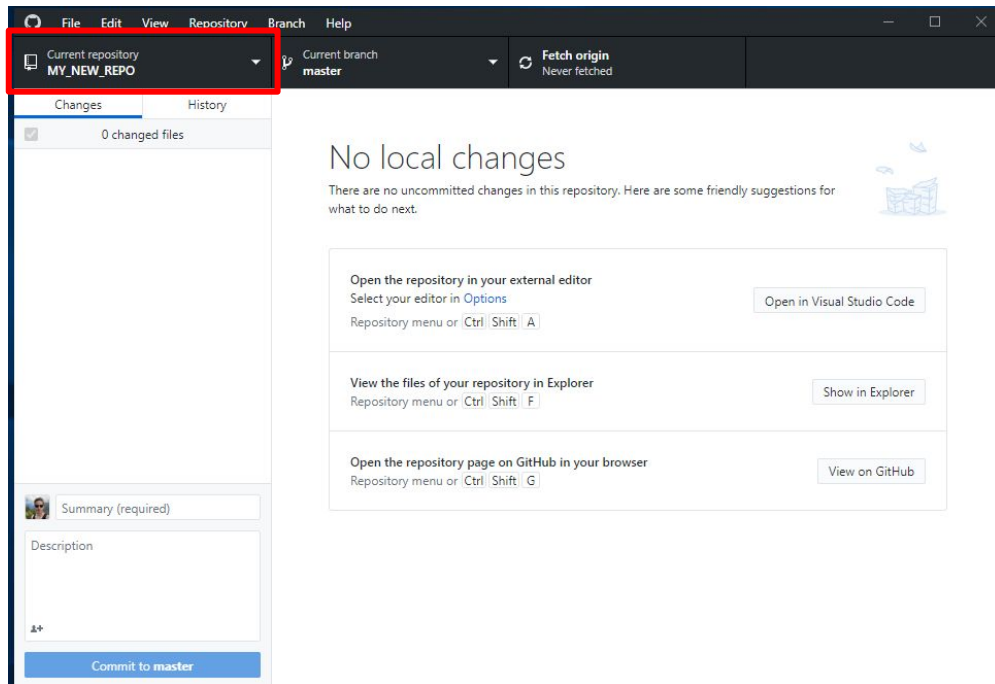 File Edit View Repository Branch Help
Current repository
MY_NEW_REPO
Current branch
master
Fetch origin
Never fetched
Changes History
0 changed files
No local changes
There are no uncommitted changes in this repository. Here are some friendly suggestions for
what to do next.
Open the repository in your external editor
Select your editor in Options
Repository menu or Ctrl Shift A
Open in Visual Studio Code
View the files of your repository in Explorer
Repository menu or Ctrl Shift F
Show in Explorer
Open the repository page on GitHub in your browser
Repository menu or Ctrl Shift G
View on GitHub
Summary (required)
Description
Commit to master